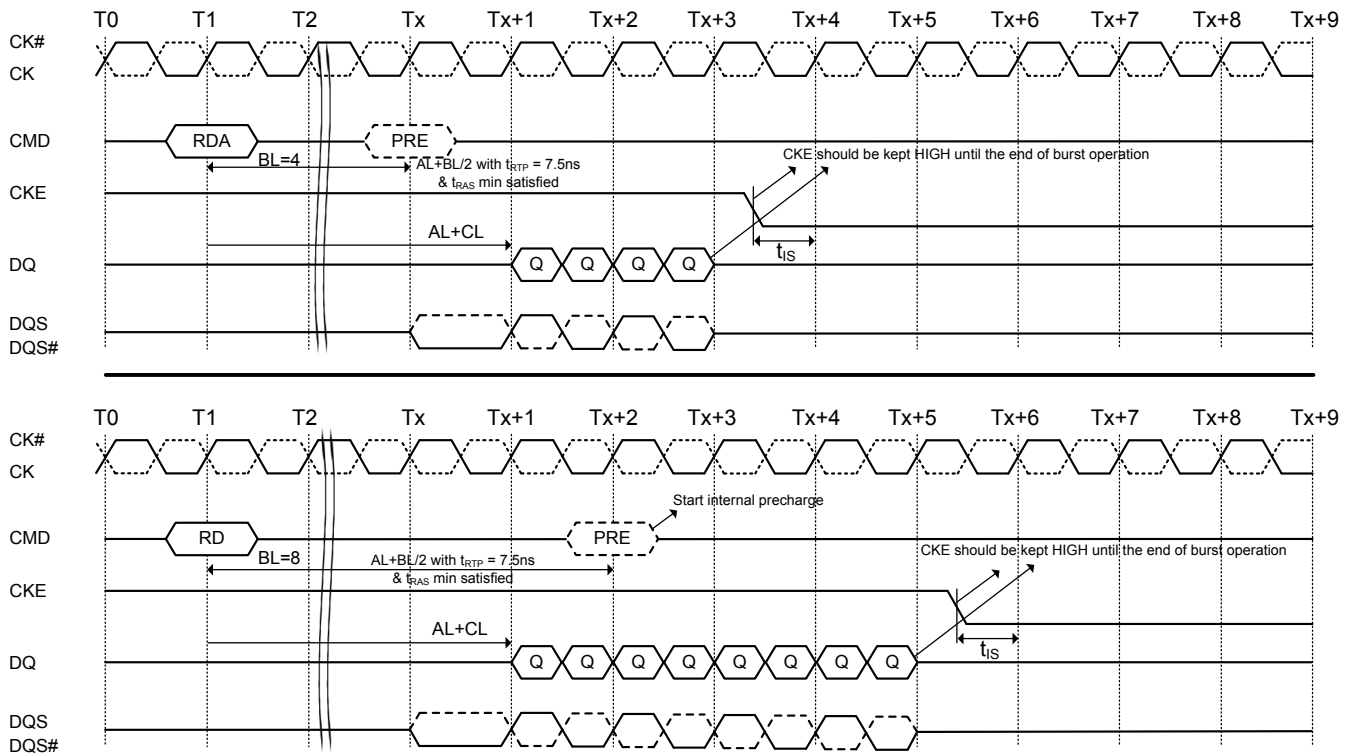 T0 T1 T2 Tx Tx+1 Tx+2 Tx+3 Tx+4 Tx+5 Tx+6 Tx+7 Tx+8 Tx+9
CK#
CK
CMD RDA PRE
BL=4 AL+BL/2 with tRTP = 7.5ns
& tRAS min satisfied
CKE should be kept HIGH until the end of burst operation
CKE
AL+CL
tIS
DQ Q Q Q Q
DQS
DQS#
T0 T1 T2 Tx Tx+1 Tx+2 Tx+3 Tx+4 Tx+5 Tx+6 Tx+7 Tx+8 Tx+9
CK#
CK
Start internal precharge
CMD RD PRE
BL=8 AL+BL/2 with tRTP = 7.5ns
& tRAS min satisfied
CKE should be kept HIGH until the end of burst operation
CKE
AL+CL
tIS
DQ Q Q Q Q Q Q Q Q
DQS
DQS#